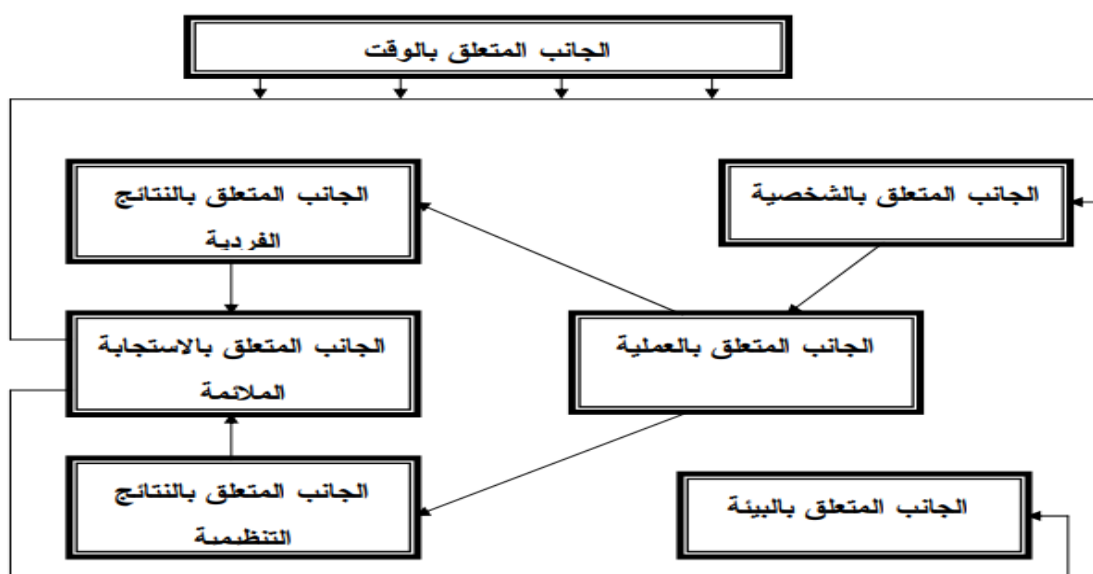 الجانب المتعلق بالوقت
الجانب المتعلق بالشخصية
الجانب المتعلق بالنتائج
الفردية
الجانب المتعلق بالعملية
الجانب المتعلق بالاستجابة
الملائمة
الجانب المتعلق بالبيئة
الجانب المتعلق بالنتائج
التنظيمية